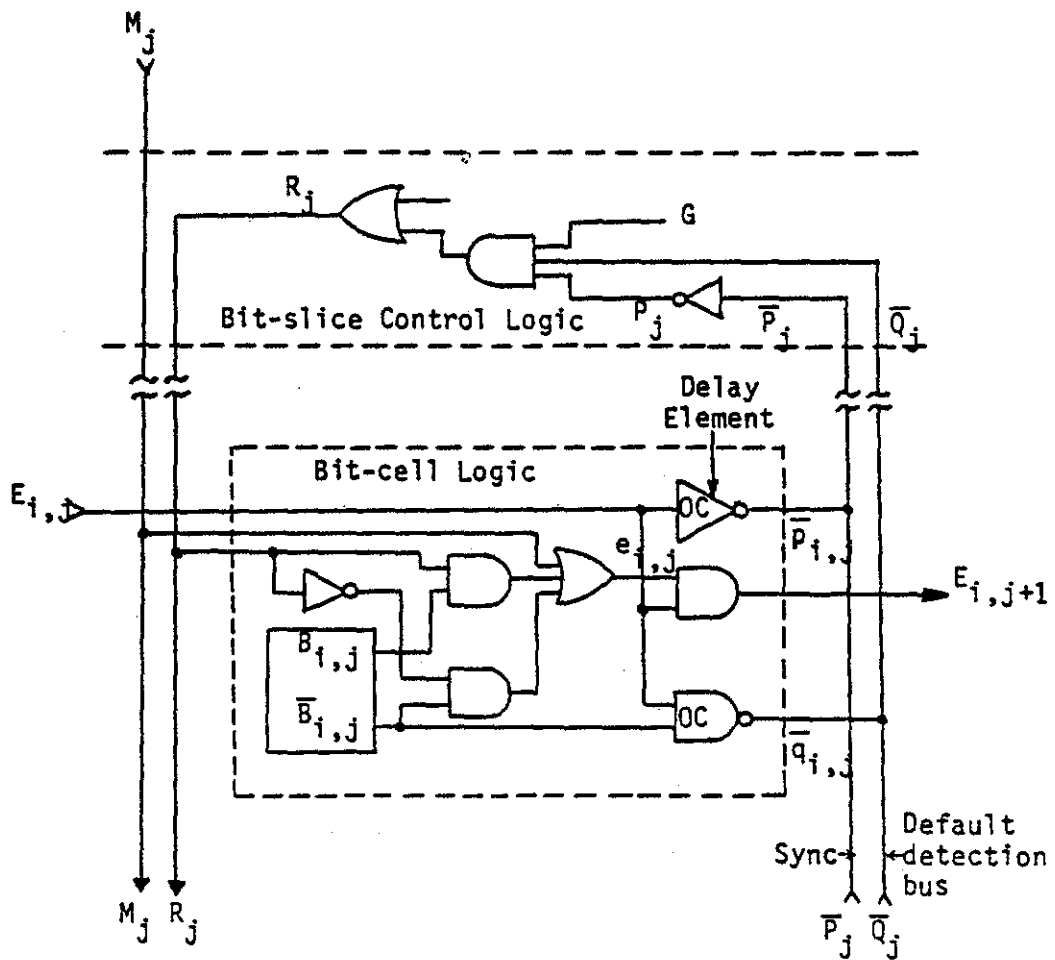 M_j
R_j
G
P_j
P̅_j
Q̅_j
Bit-slice Control Logic
Delay
Element
Bit-cell Logic
E_i,j
OC
p̅_i,j
e_i,j
E_i,j+1
B_i,j
B̅_i,j
OC
q̅_i,j
Sync
Default
detection
bus
M_j R_j
P̅_j Q̅_j